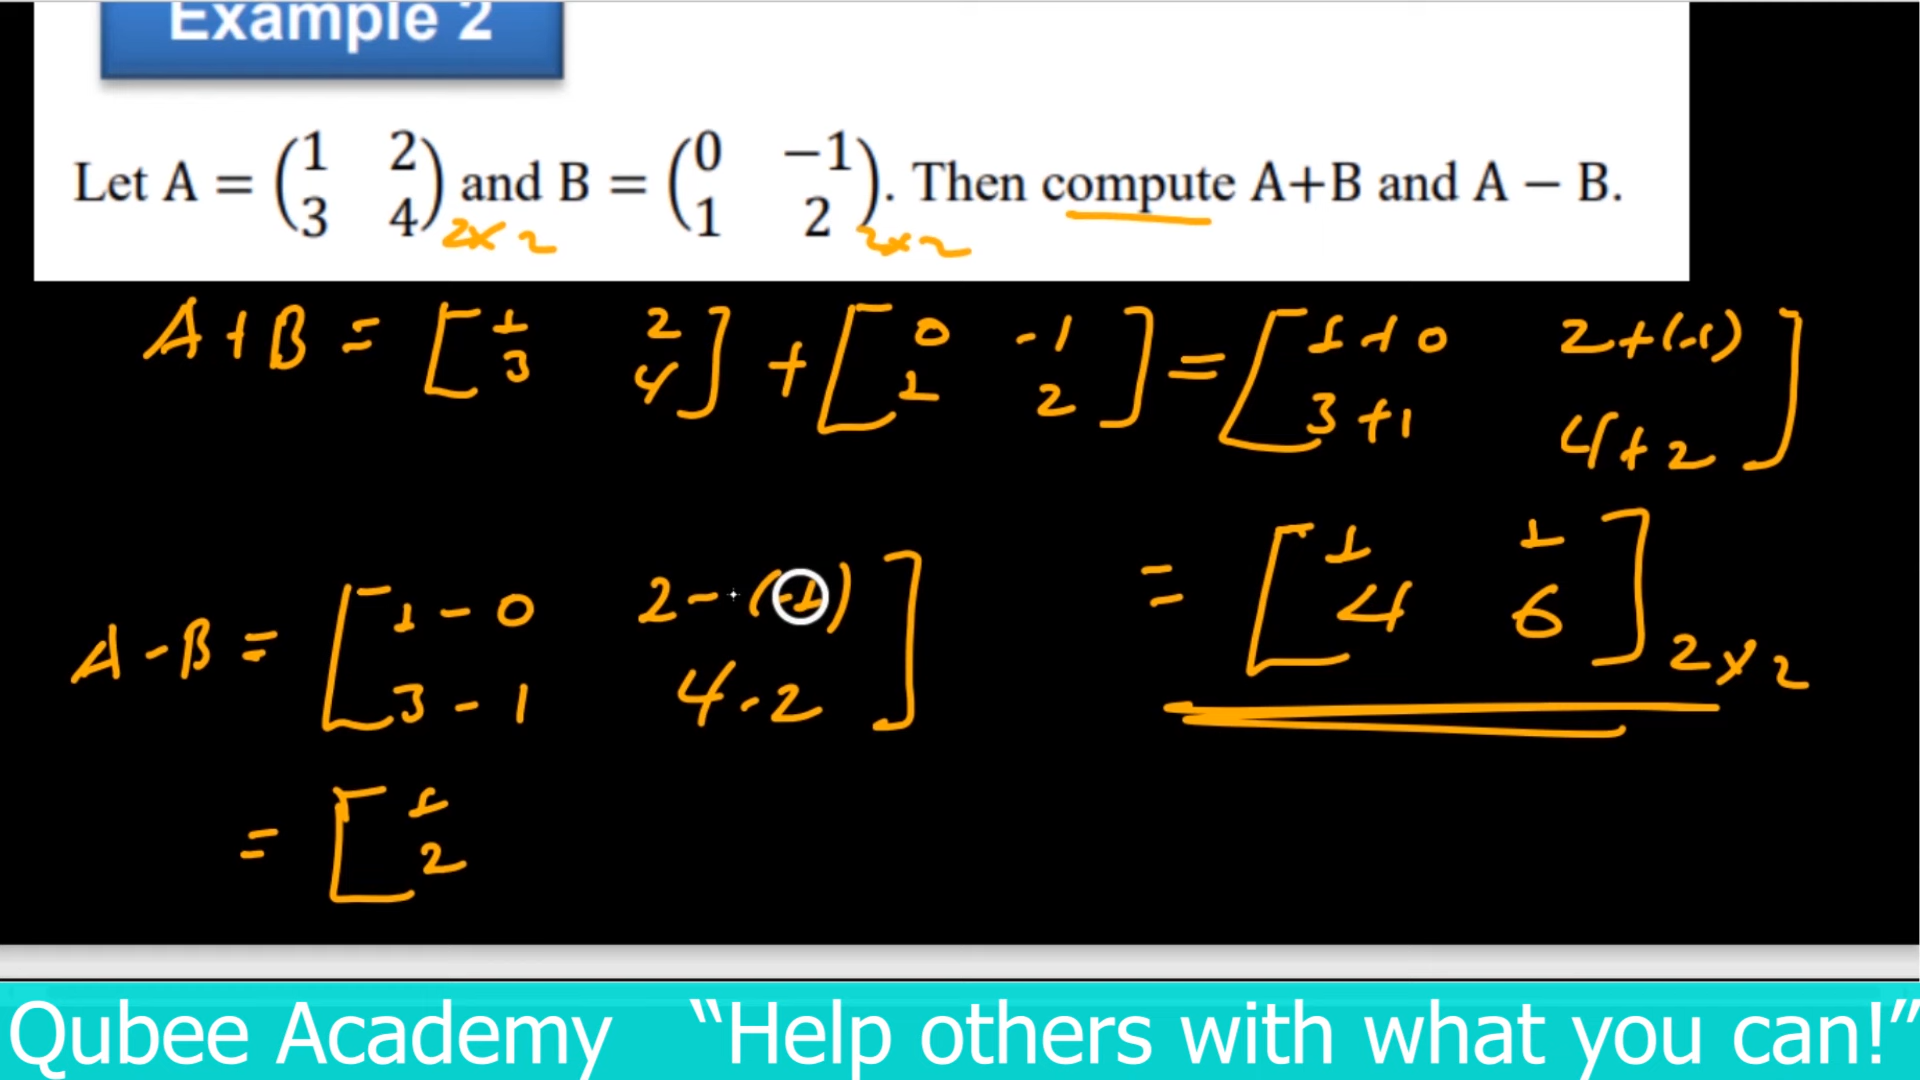 Example 2
Let A = (1 2 3 4) 2x2 and B = (0 -1 1 2) 2x2. Then compute A+B and A − B.
A+B = [1 2 3 4] + [0 -1 1 2] = [1+0 2+(-1) 3+1 4+2]
= [1 1 4 6] 2x2
A-B = [1-0 2-(-1) 3-1 4-2]
= [1 2
Qubee Academy “Help others with what you can!”